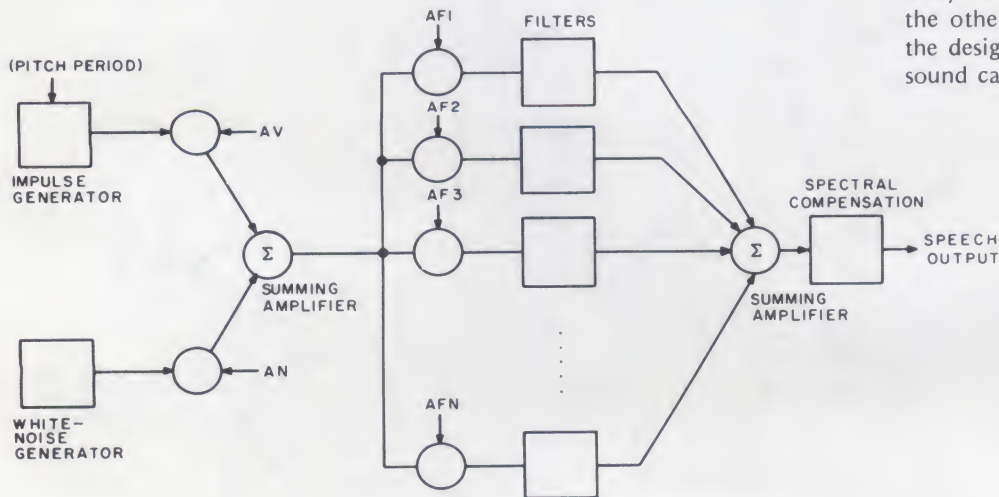 the othe
the desig
sound ca
AF1
FILTERS
(PITCH PERIOD)
AV
AF2
IMPULSE
GENERATOR
AF3
SPECTRAL
COMPENSATION
Σ
SUMMING
AMPLIFIER
Σ
SUMMING
AMPLIFIER
SPEECH
OUTPUT
AN
WHITE-
NOISE
GENERATOR
AFN